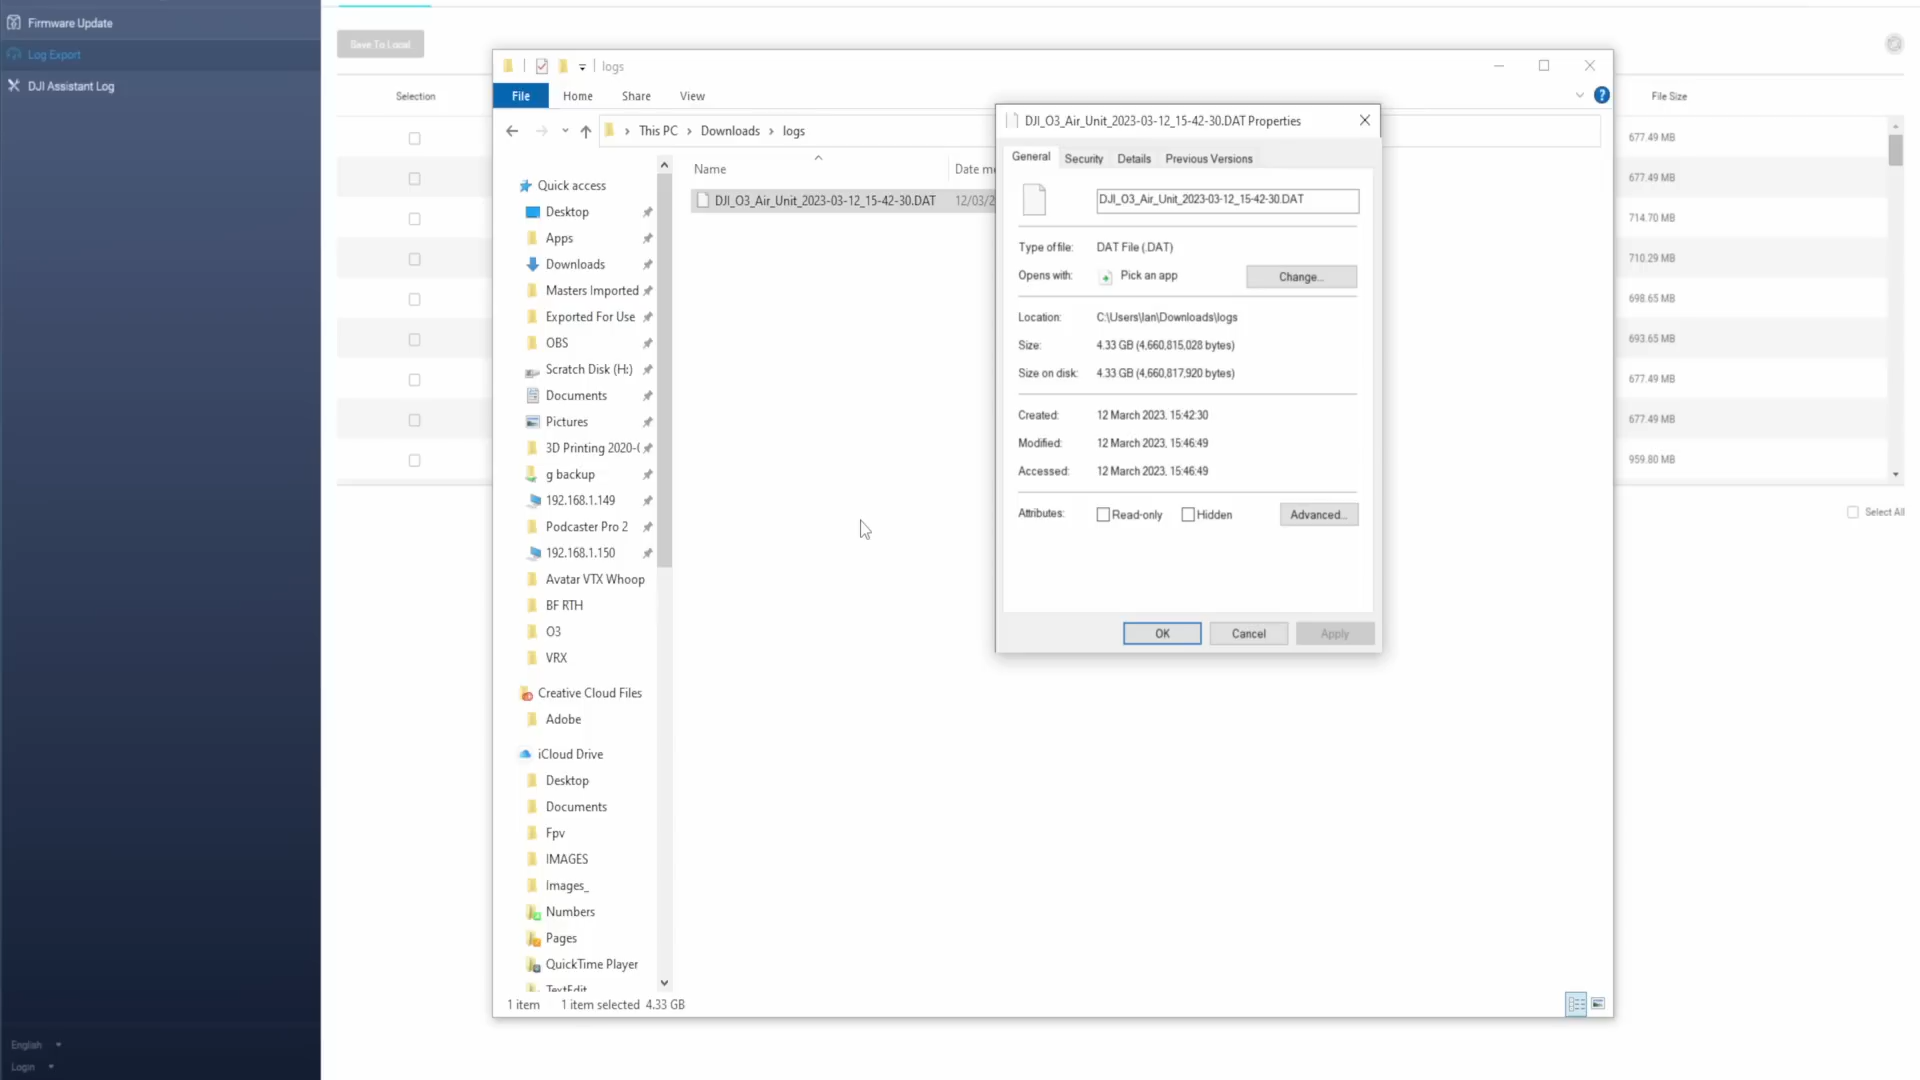 Firmware Update
Log Export
DJI Assistant Log
English
Login
Save To Local
Selection
File Size
677.49 MB
677.49 MB
714.70 MB
710.29 MB
698.65 MB
693.65 MB
677.49 MB
677.49 MB
959.80 MB
Select All
logs
File
Home
Share
View
?
This PC > Downloads > logs
Name
Date mo
DJI_O3_Air_Unit_2023-03-12_15-42-30.DAT
12/03/2
Quick access
Desktop
Apps
Downloads
Masters Imported
Exported For Use
OBS
Scratch Disk (H:)
Documents
Pictures
3D Printing 2020-(
g backup
192.168.1.149
Podcaster Pro 2
192.168.1.150
Avatar VTX Whoop
BF RTH
O3
VRX
Creative Cloud Files
Adobe
iCloud Drive
Desktop
Documents
Fpv
IMAGES
Images_
Numbers
Pages
QuickTime Player
TextEdit
1 item
1 item selected 4.33 GB
DJI_O3_Air_Unit_2023-03-12_15-42-30.DAT Properties
General
Security
Details
Previous Versions
DJI_O3_Air_Unit_2023-03-12_15-42-30.DAT
Type of file: DAT File (.DAT)
Opens with: Pick an app
Change...
Location: C:\Users\Ian\Downloads\logs
Size: 4.33 GB (4,660,815,028 bytes)
Size on disk: 4.33 GB (4,660,817,920 bytes)
Created: 12 March 2023, 15:42:30
Modified: 12 March 2023, 15:46:49
Accessed: 12 March 2023, 15:46:49
Attributes: Read-only Hidden
Advanced...
OK
Cancel
Apply